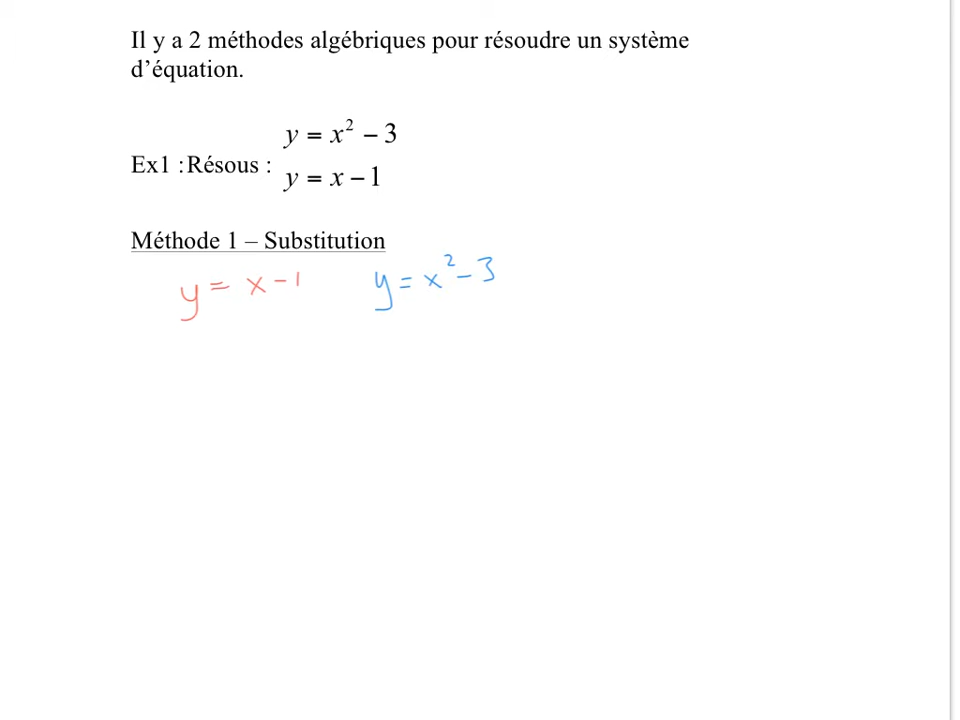 Il y a 2 méthodes algébriques pour résoudre un système
d’équation.
y = x² − 3
Ex1 : Résous :
y = x − 1
Méthode 1 – Substitution
y = x − 1 y = x² − 3